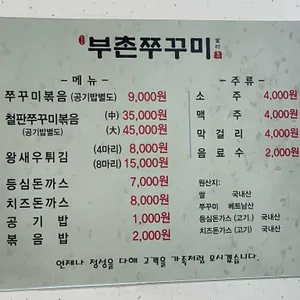 부촌쭈꾸미
- 메뉴 -
쭈꾸미볶음 (공기밥별도) 9,000원
철판쭈꾸미볶음 (中) 35,000원
(공기밥별도) (大) 45,000원
왕새우튀김 (4마리) 8,000원
(8마리) 15,000원
등심돈까스 7,000원
치즈돈까스 8,000원
공기밥 1,000원
볶음밥 2,000원
- 주류 -
소주 4,000원
맥주 4,000원
막걸리 4,000원
음료수 2,000원
원산지:
쌀 국내산
쭈꾸미 베트남산
등심돈까스 (고기) 국내산
치즈돈까스 (고기) 국내산
언제나 정성을 다해 고객을 가족처럼 모시겠습니다.